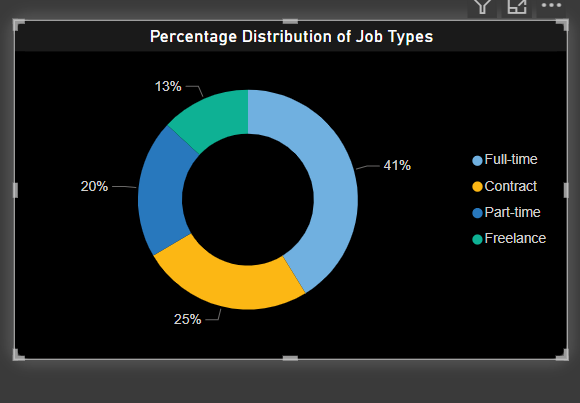 Percentage Distribution of Job Types
13%
41%
20%
25%
Full-time
Contract
Part-time
Freelance